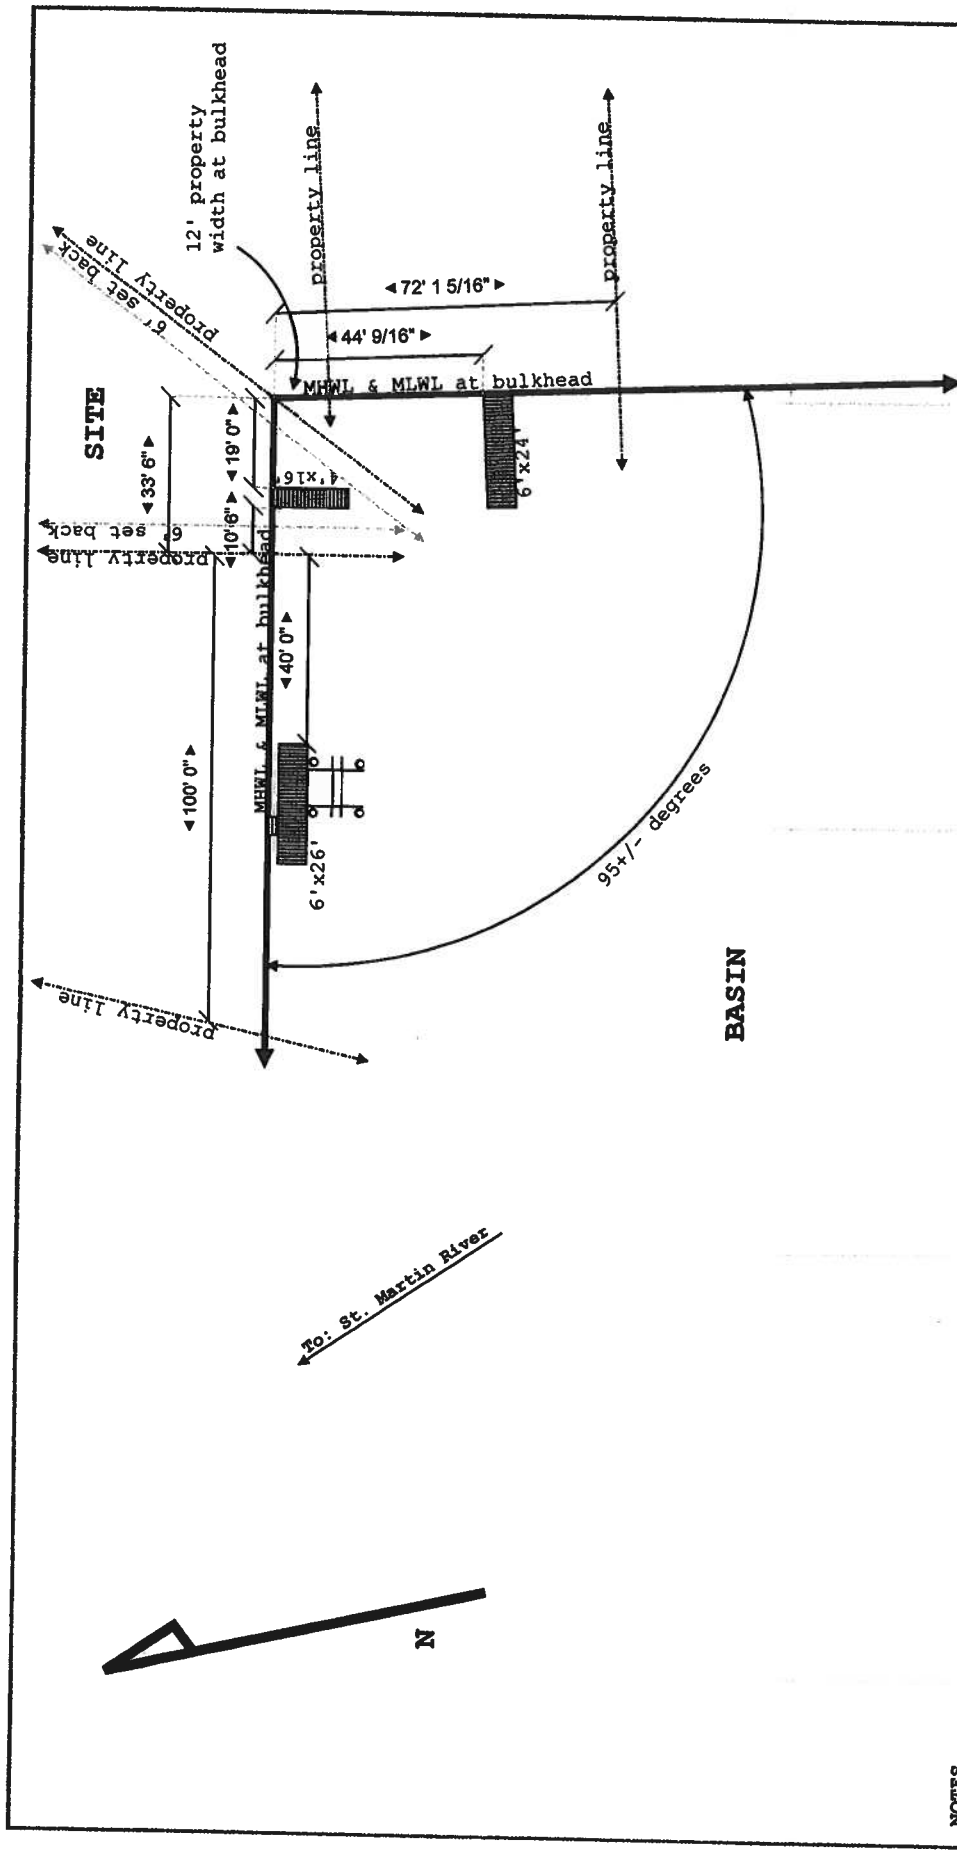 12' property
width at bulkhead
property line
6' set back
SITE
◄33' 6"►
◄19' 0"►
◄10' 6"►
6' set back
property line
◄72' 1 5/16"►
◄44' 9/16"►
property line
property line
MHWL & MLWL at bulkhead
4'x16'
6'x24'
MHWL & MLWL at bulkhead
◄40' 0"►
◄100' 0"►
6'x26'
property line
95+/- degrees
BASIN
To: St. Martin River
N
NOTES